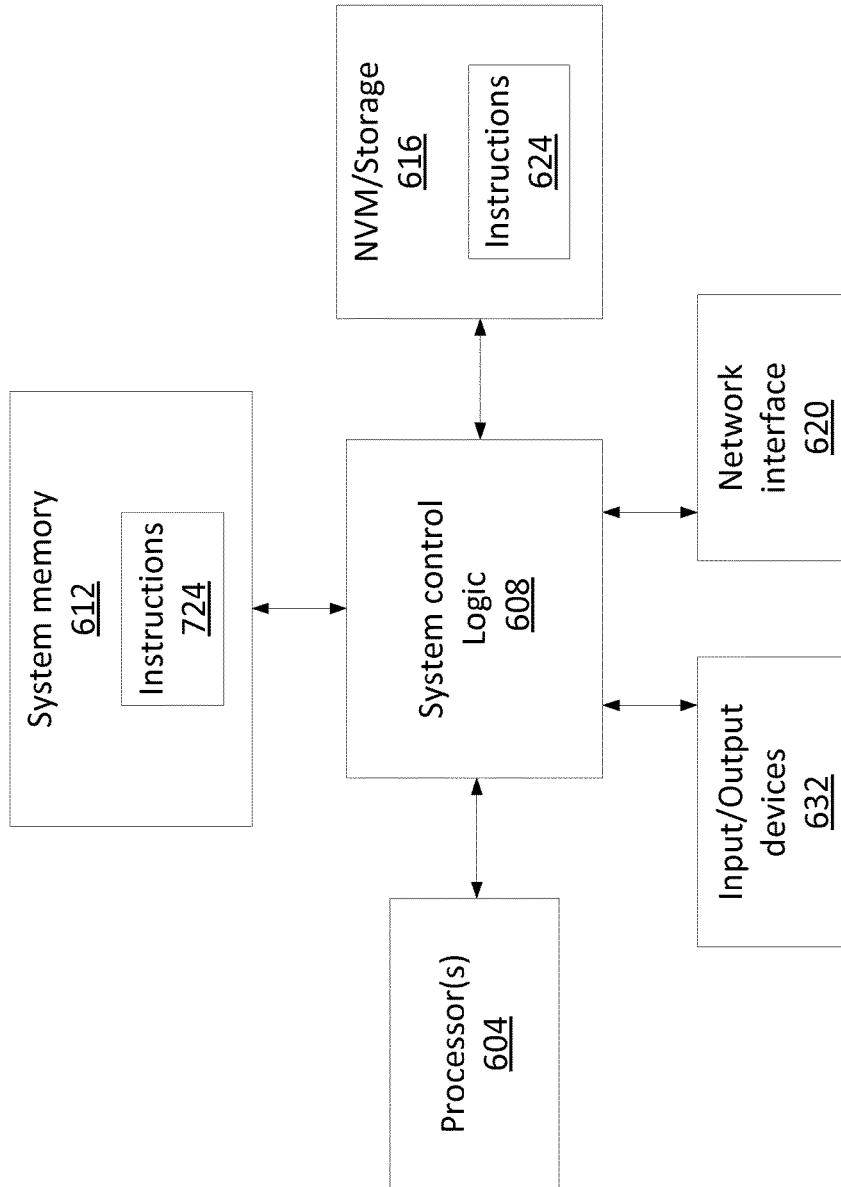 System memory
612
Instructions
724
Processor(s)
604
System control
Logic
608
NVM/Storage
616
Instructions
624
Input/Output
devices
632
Network
interface
620